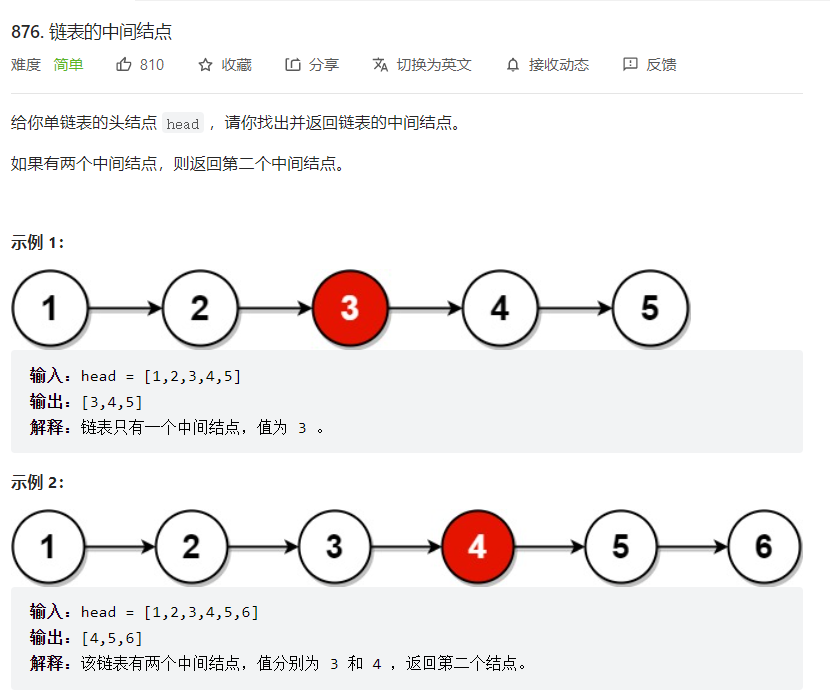 876. 链表的中间结点
难度 简单 810 收藏 分享 切换为英文 接收动态 反馈
给你单链表的头结点 head ，请你找出并返回链表的中间结点。
如果有两个中间结点，则返回第二个中间结点。
示例 1：
1 2 3 4 5
输入：head = [1,2,3,4,5]
输出：[3,4,5]
解释：链表只有一个中间结点，值为 3 。
示例 2：
1 2 3 4 5 6
输入：head = [1,2,3,4,5,6]
输出：[4,5,6]
解释：该链表有两个中间结点，值分别为 3 和 4 ，返回第二个结点。